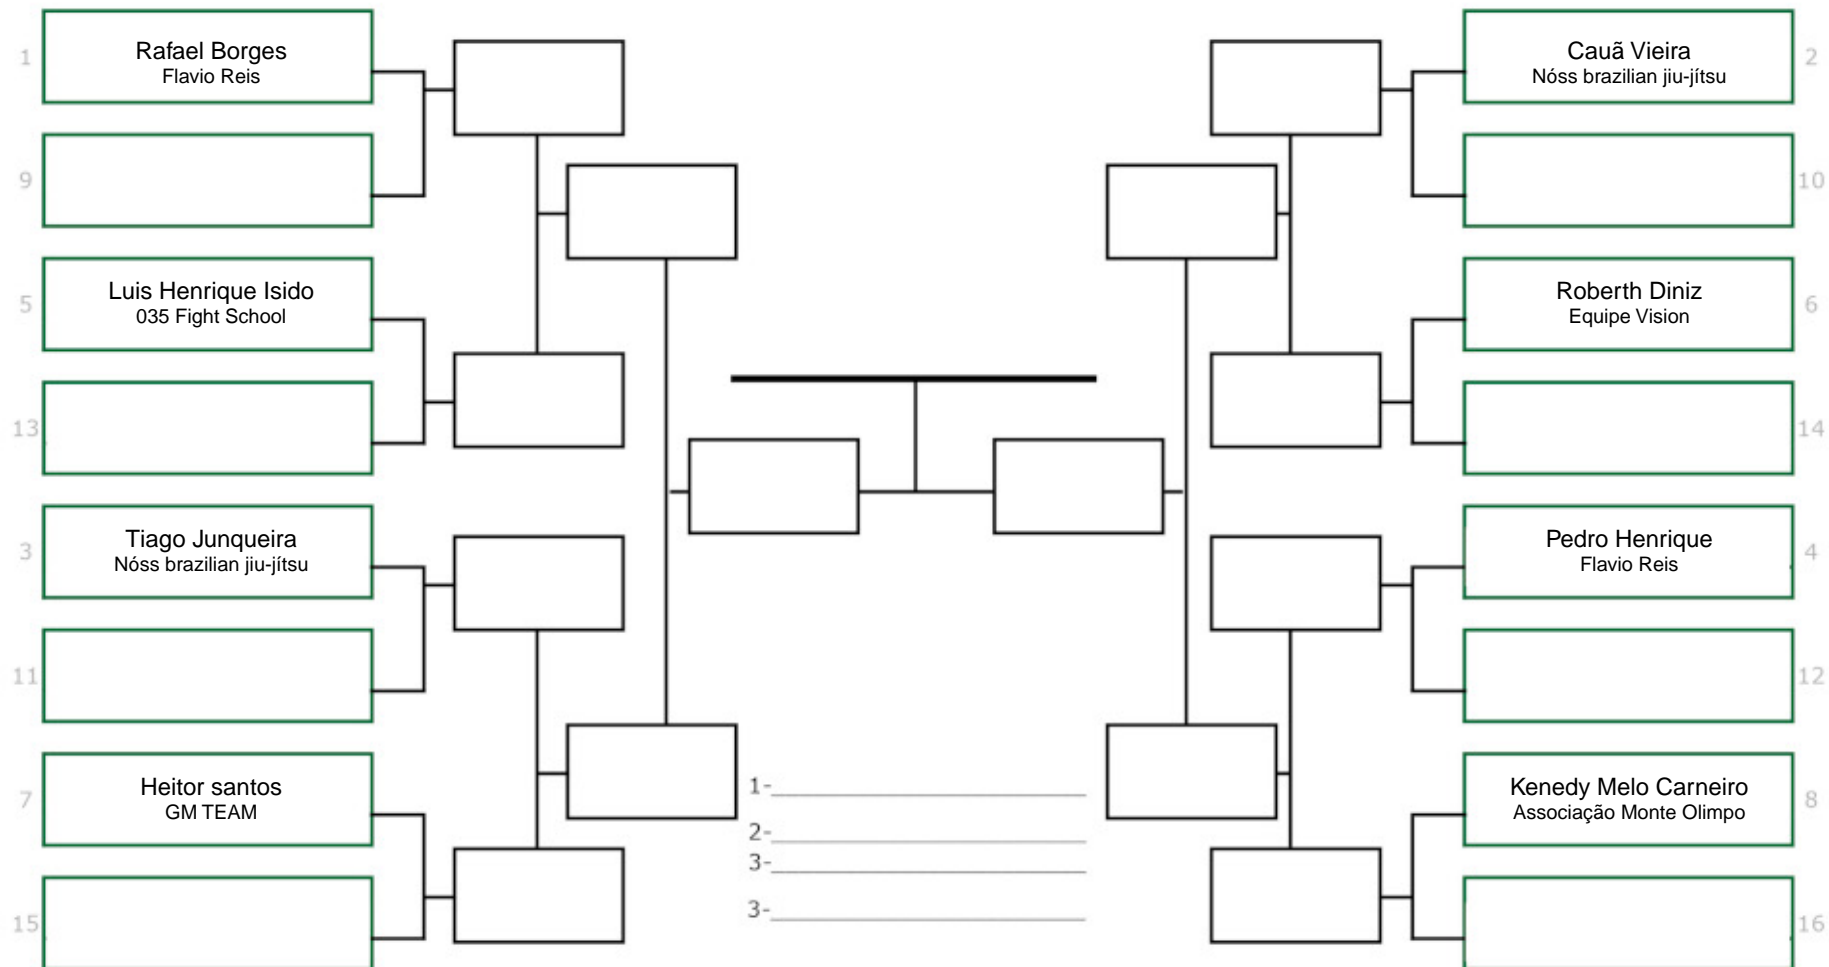 1
Rafael Borges
Flavio Reis
9
5
Luis Henrique Isido
035 Fight School
13
3
Tiago Junqueira
Nóss brazilian jiu-jítsu
11
7
Heitor santos
GM TEAM
15
1-
2-
3-
3-
Cauã Vieira
Nóss brazilian jiu-jítsu
2
10
Roberth Diniz
Equipe Vision
6
14
Pedro Henrique
Flavio Reis
4
12
Kenedy Melo Carneiro
Associação Monte Olimpo
8
16